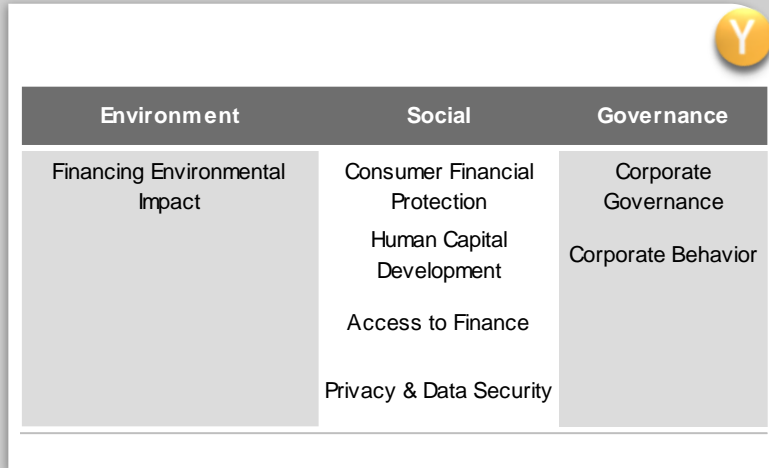 Y
Environment Social Governance
Financing Environmental
Impact
Consumer Financial
Protection
Human Capital
Development
Access to Finance
Privacy & Data Security
Corporate
Governance
Corporate Behavior